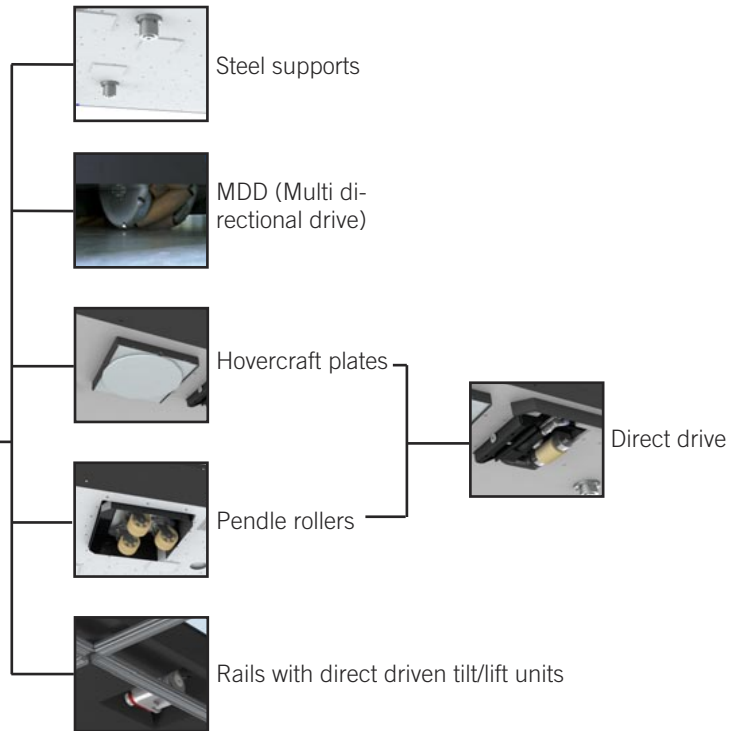 Steel supports
MDD (Multi di-
rectional drive)
Hovercraft plates
Direct drive
Pendle rollers
Rails with direct driven tilt/lift units